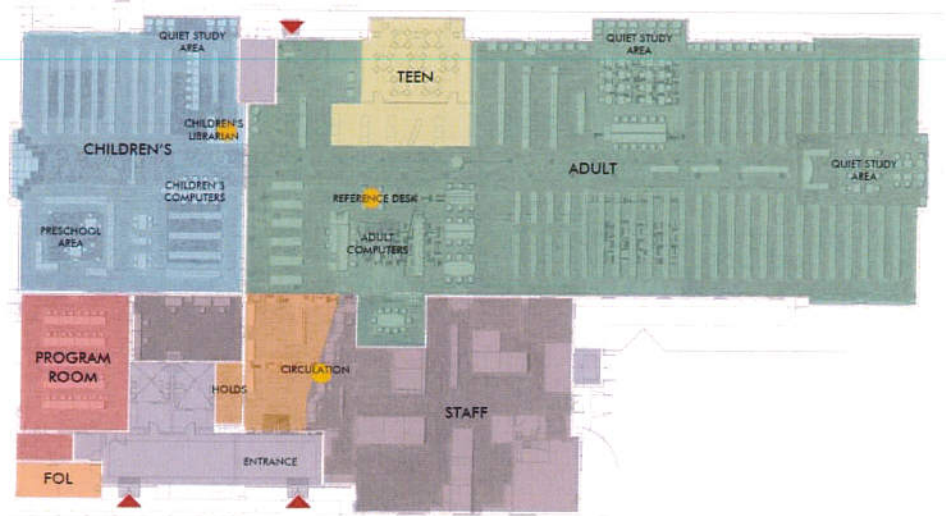 QUIET STUDY
AREA
QUIET STUDY
AREA
TEEN
CHILDREN'S
LIBRARIAN
CHILDREN'S
ADULT
QUIET STUDY
AREA
CHILDREN'S
COMPUTERS
REFERENCE DESK
PRESCHOOL
AREA
ADULT
COMPUTERS
PROGRAM
ROOM
CIRCULATION
HOLDS
STAFF
ENTRANCE
FOL